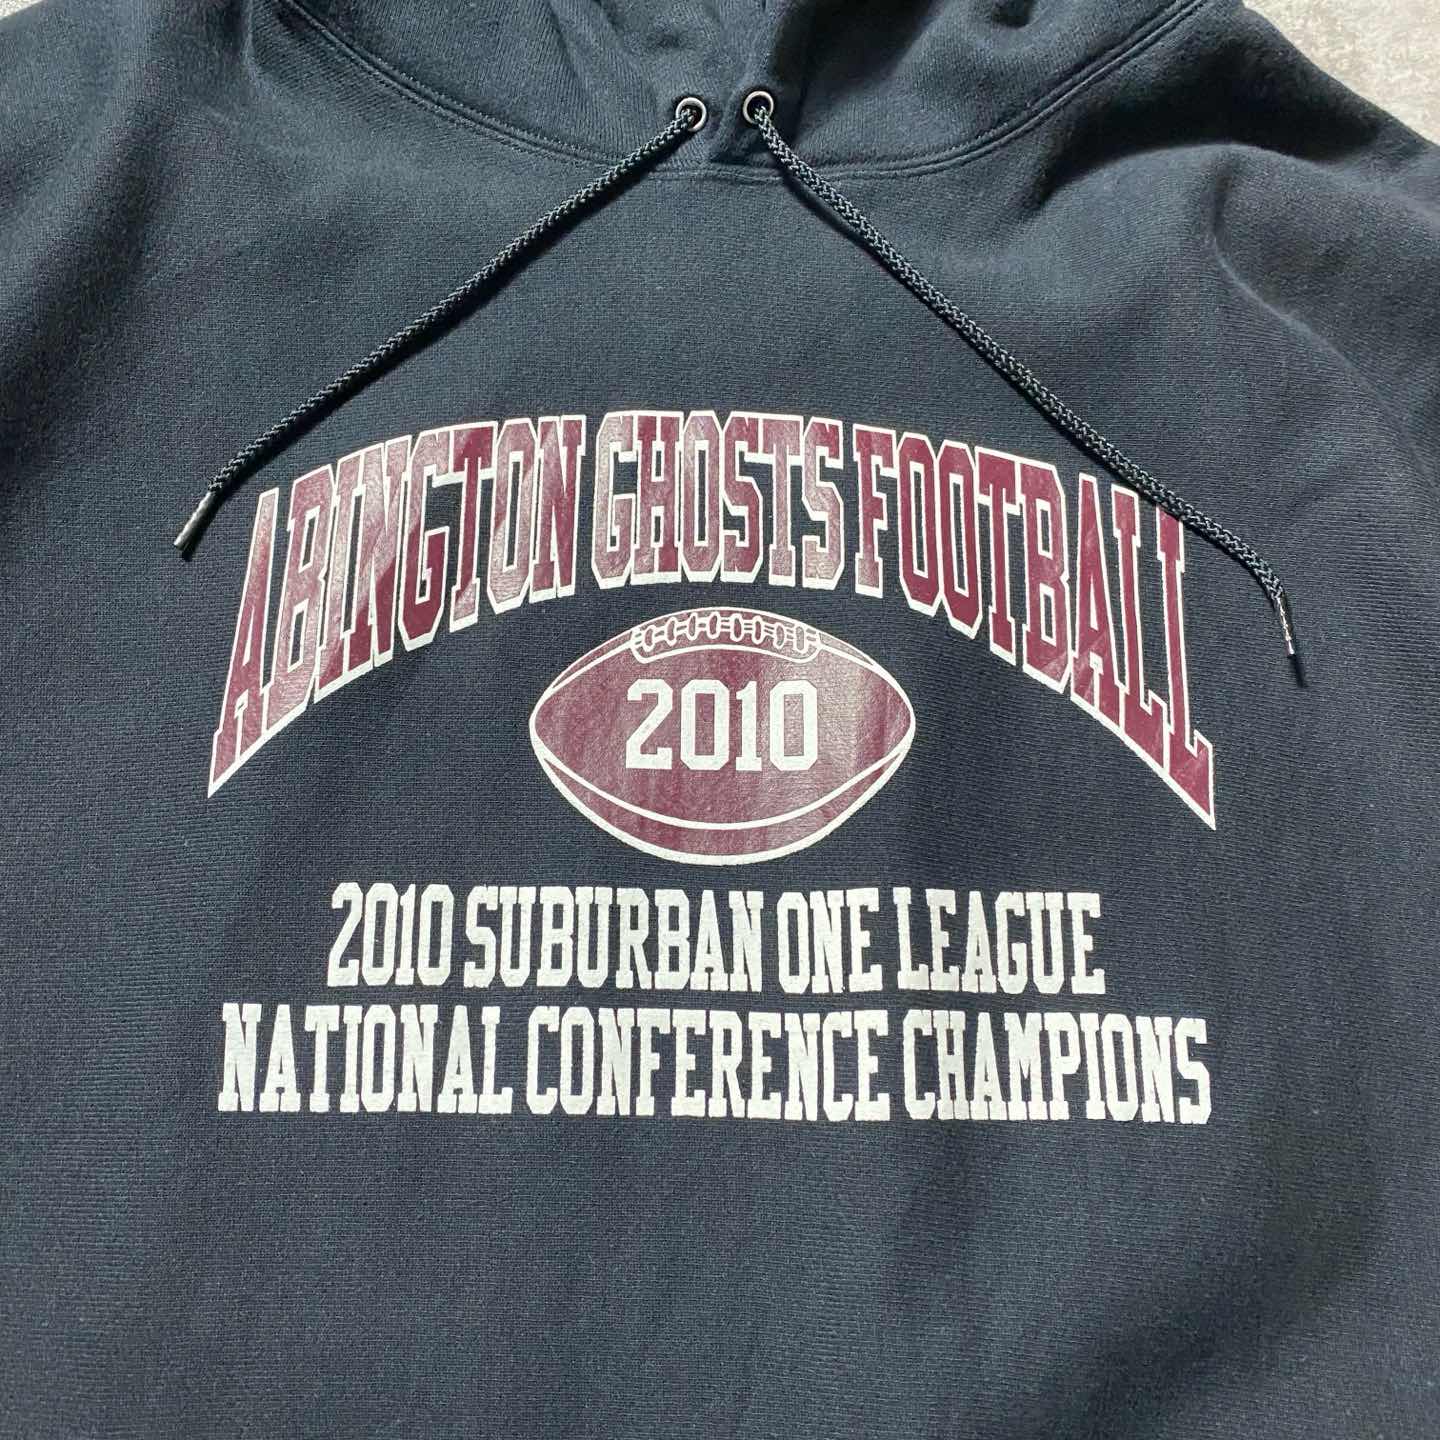 ABINGTON GHOSTS FOOTBALL
2010
2010 SUBURBAN ONE LEAGUE
NATIONAL CONFERENCE CHAMPIONS